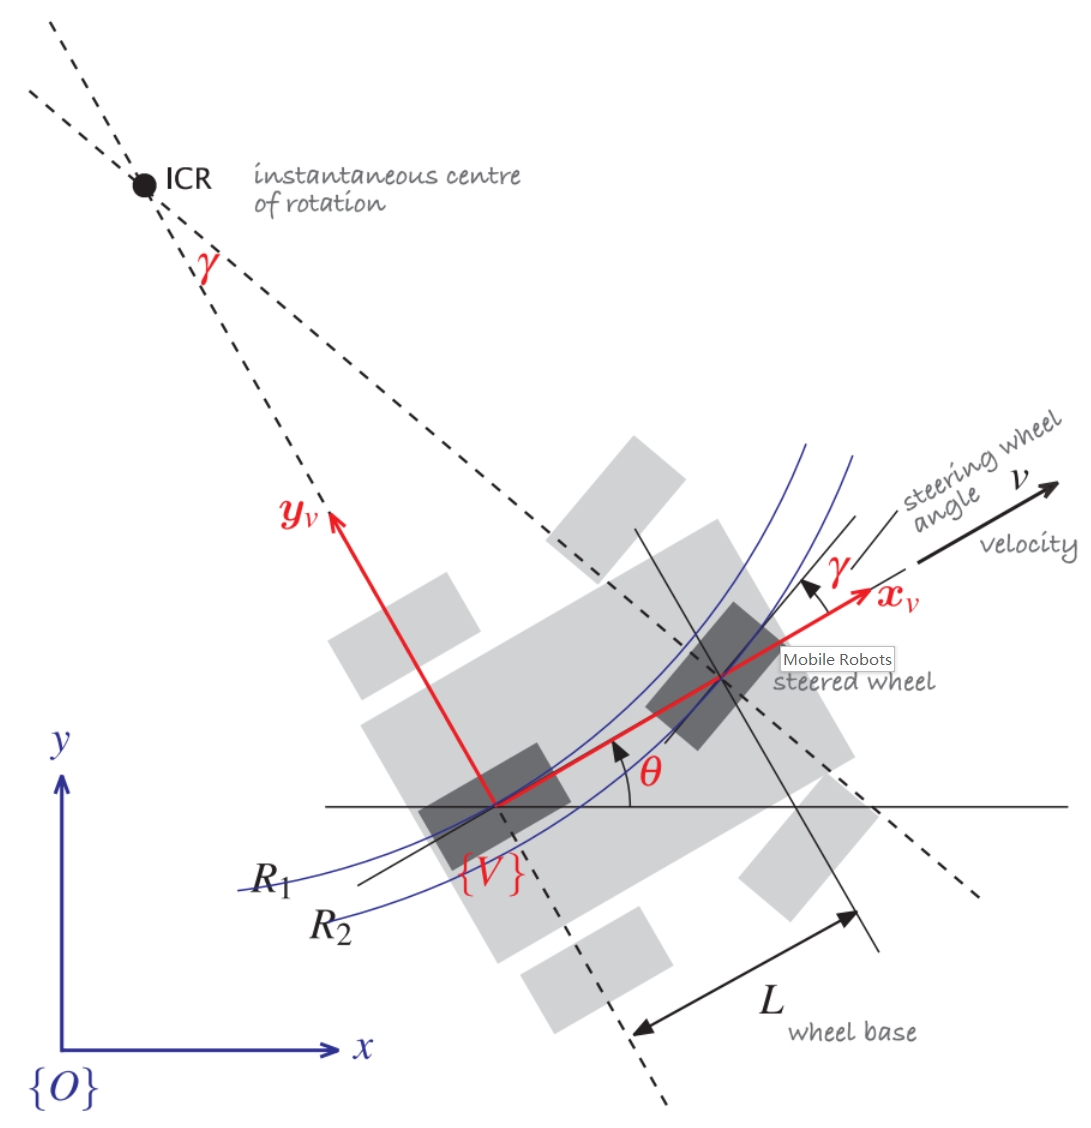 ICR
instantaneous centre
of rotation
γ
steering wheel
angle
v
velocity
γ
y_v
x_v
Mobile Robots
steered wheel
θ
y
{V}
R₁
R₂
L
wheel base
x
{O}